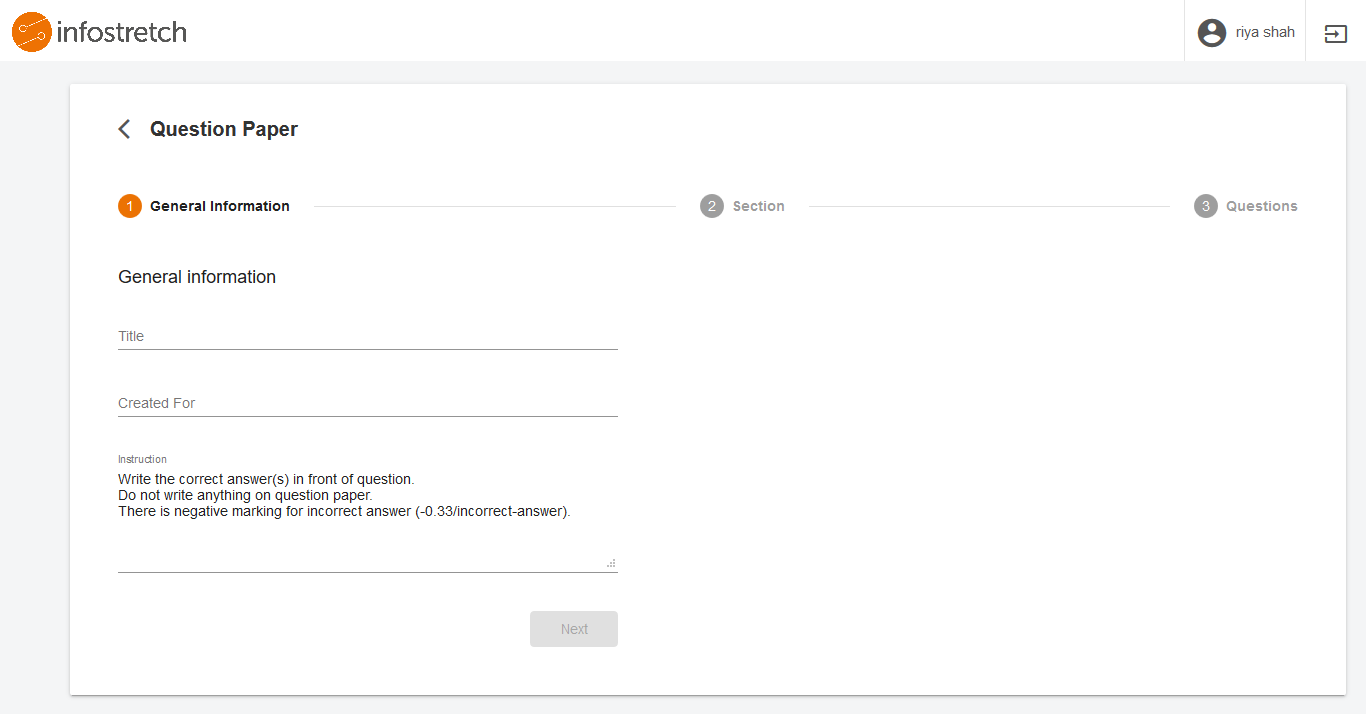 infostretch
riya shah
Question Paper
1 General Information
2 Section
3 Questions
General information
Title
Created For
Instruction
Write the correct answer(s) in front of question.
Do not write anything on question paper.
There is negative marking for incorrect answer (-0.33/incorrect-answer).
Next